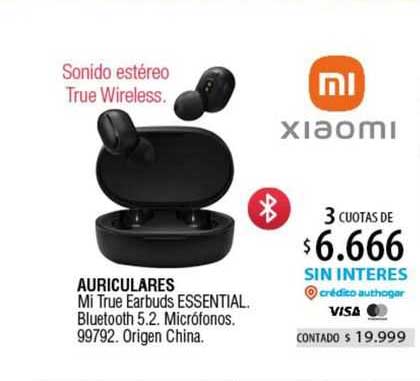 Sonido estéreo
True Wireless.
mi
xiaomi
3 CUOTAS DE
$6.666
SIN INTERES
crédito authogar
VISA
CONTADO $ 19.999
AURICULARES
Mi True Earbuds ESSENTIAL.
Bluetooth 5.2. Micrófonos.
99792. Origen China.